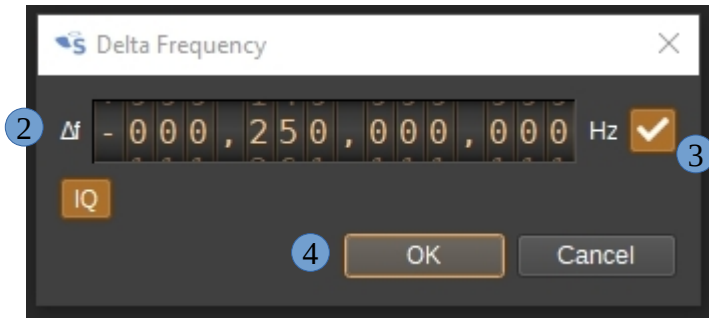 S Delta Frequency
2 Δf -000,250,000,000 Hz
3
IQ
4 OK Cancel